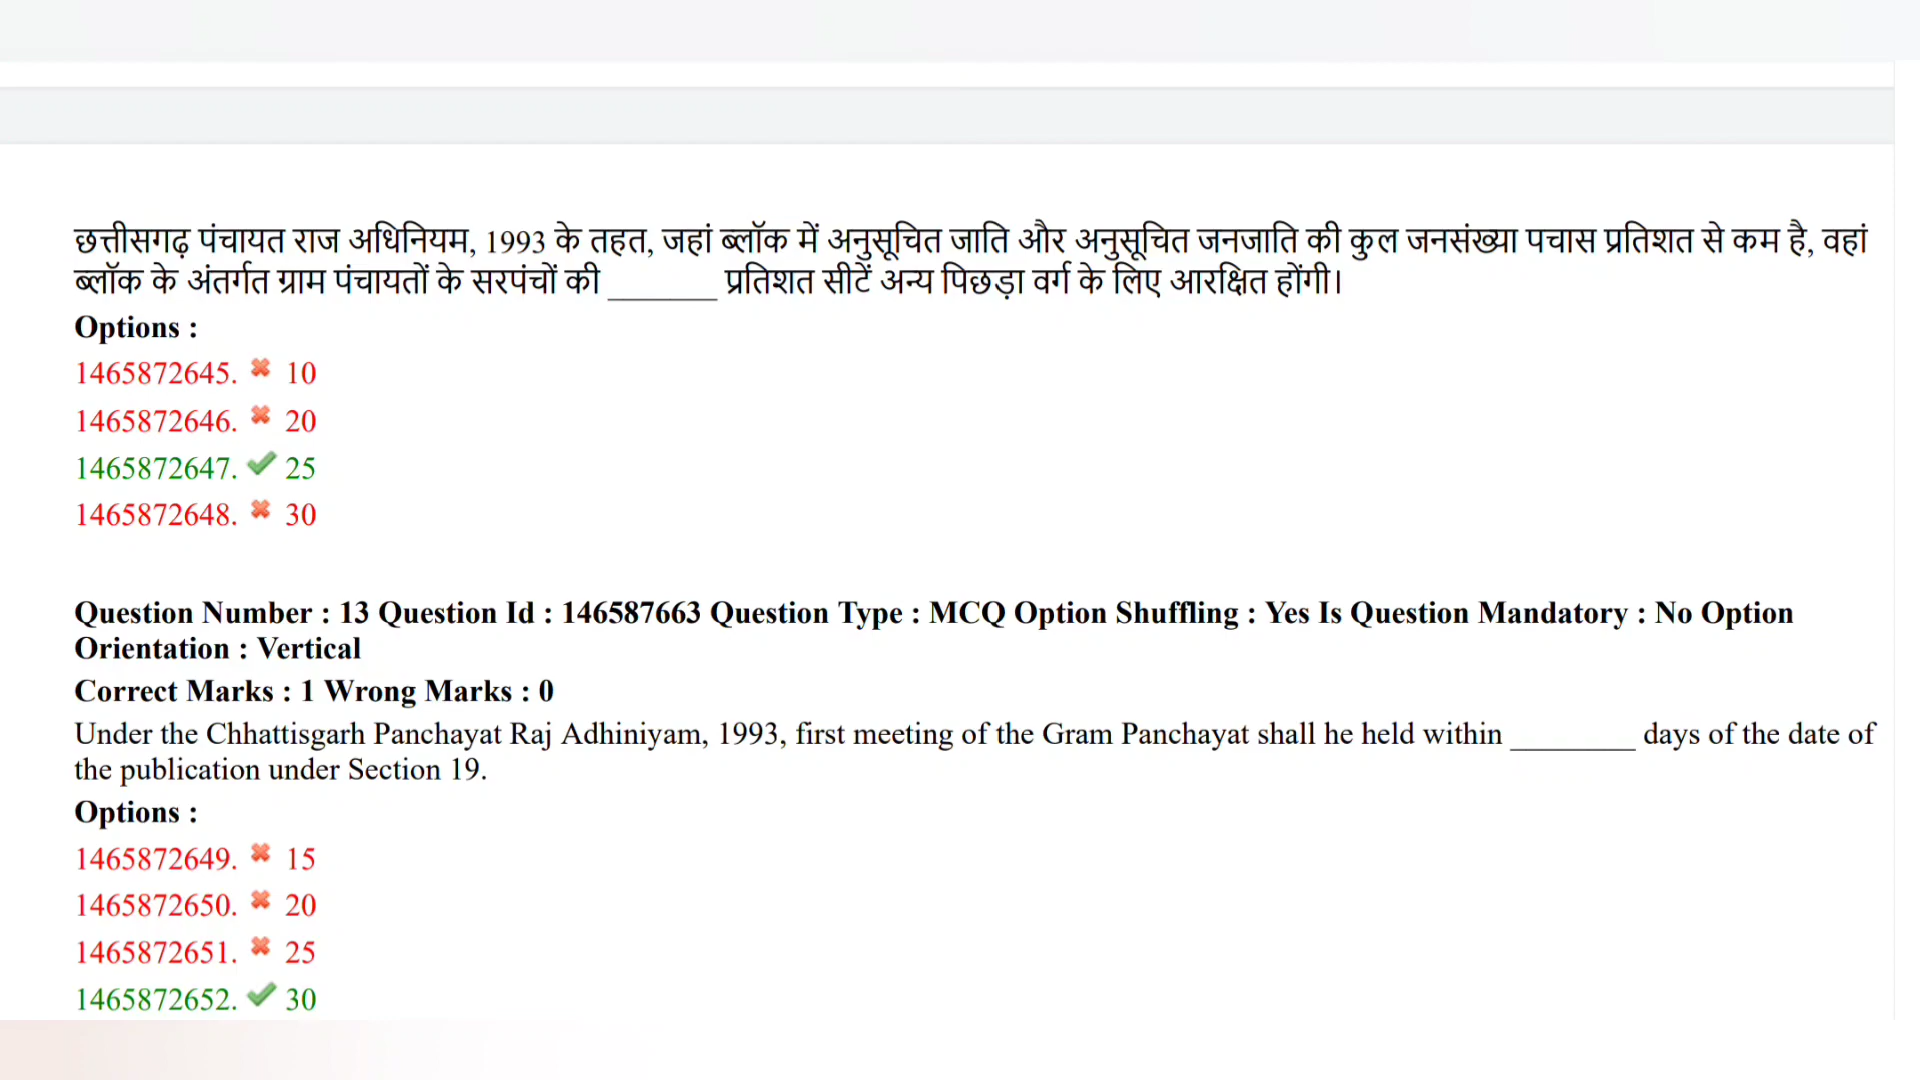 छत्तीसगढ़ पंचायत राज अधिनियम, 1993 के तहत, जहां ब्लॉक में अनुसूचित जाति और अनुसूचित जनजाति की कुल जनसंख्या पचास प्रतिशत से कम है, वहां
ब्लॉक के अंतर्गत ग्राम पंचायतों के सरपंचों की _______ प्रतिशत सीटें अन्य पिछड़ा वर्ग के लिए आरक्षित होंगी।
Options :
1465872645. ✖ 10
1465872646. ✖ 20
1465872647. ✔ 25
1465872648. ✖ 30
Question Number : 13 Question Id : 146587663 Question Type : MCQ Option Shuffling : Yes Is Question Mandatory : No Option
Orientation : Vertical
Correct Marks : 1 Wrong Marks : 0
Under the Chhattisgarh Panchayat Raj Adhiniyam, 1993, first meeting of the Gram Panchayat shall he held within ________ days of the date of
the publication under Section 19.
Options :
1465872649. ✖ 15
1465872650. ✖ 20
1465872651. ✖ 25
1465872652. ✔ 30